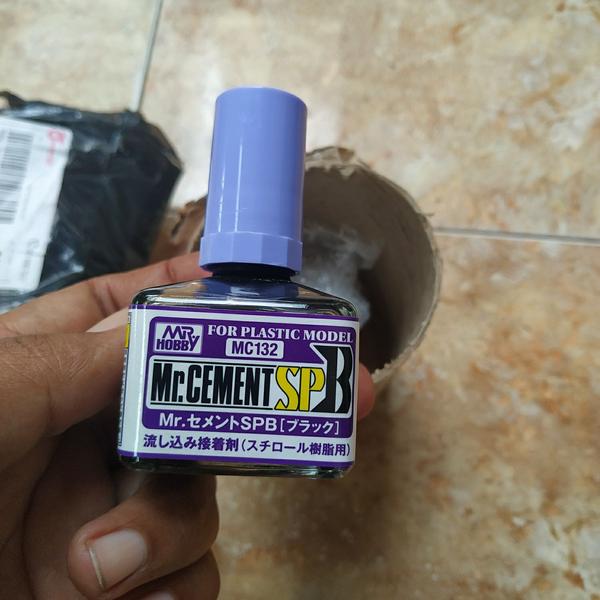 MR HOBBY
FOR PLASTIC MODEL
MC132
Mr.CEMENT SPB
Mr.セメントSPB[ブラック]
流し込み接着剤(スチロール樹脂用)